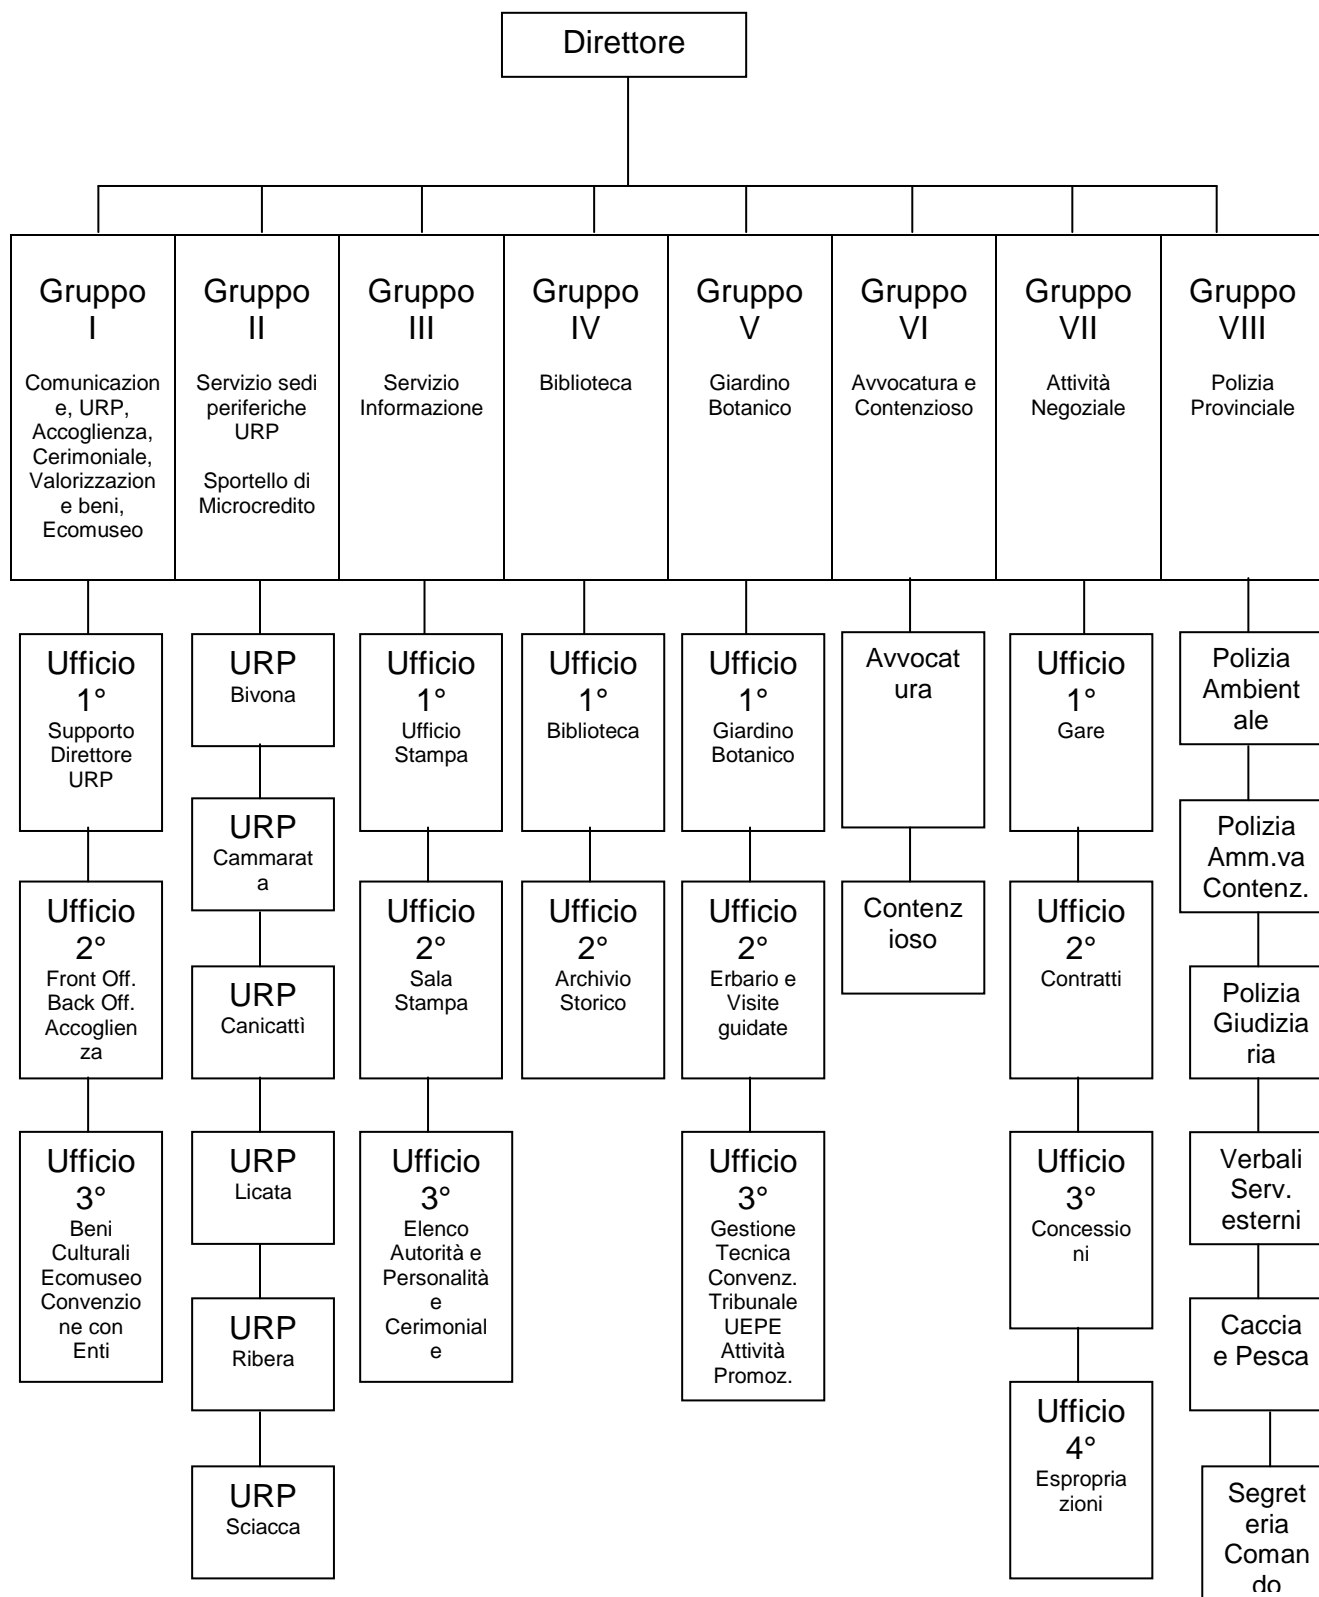 Direttore
Gruppo
I
Comunicazion
e, URP,
Accoglienza,
Cerimoniale,
Valorizzazion
e beni,
Ecomuseo
Gruppo
II
Servizio sedi
periferiche
URP
Sportello di
Microcredito
Gruppo
III
Servizio
Informazione
Gruppo
IV
Biblioteca
Gruppo
V
Giardino
Botanico
Gruppo
VI
Avvocatura e
Contenzioso
Gruppo
VII
Attività
Negoziale
Gruppo
VIII
Polizia
Provinciale
Ufficio
1°
Supporto
Direttore
URP
Ufficio
2°
Front Off.
Back Off.
Accoglien
za
Ufficio
3°
Beni
Culturali
Ecomuseo
Convenzio
ne con
Enti
URP
Bivona
URP
Cammarat
a
URP
Canicattì
URP
Licata
URP
Ribera
URP
Sciacca
Ufficio
1°
Ufficio
Stampa
Ufficio
2°
Sala
Stampa
Ufficio
3°
Elenco
Autorità e
Personalità
e
Cerimonial
e
Ufficio
1°
Biblioteca
Ufficio
2°
Archivio
Storico
Ufficio
1°
Giardino
Botanico
Ufficio
2°
Erbario e
Visite
guidate
Ufficio
3°
Gestione
Tecnica
Convenz.
Tribunale
UEPE
Attività
Promoz.
Avvocat
ura
Contenz
ioso
Ufficio
1°
Gare
Ufficio
2°
Contratti
Ufficio
3°
Concessio
ni
Ufficio
4°
Espropria
zioni
Polizia
Ambient
ale
Polizia
Amm.va
Contenz.
Polizia
Giudizia
ria
Verbali
Serv.
esterni
Caccia
e Pesca
Segret
eria
Coman
do